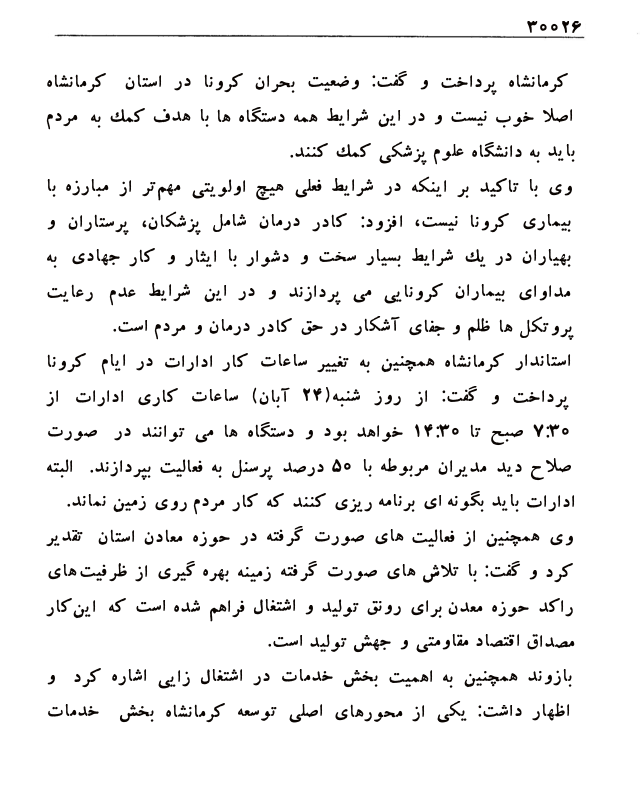 ۳۰۰۲۶
کرمانشاه پرداخت و گفت: وضعیت بحران کرونا در استان کرمانشاه
اصلا خوب نیست و در این شرایط همه دستگاه ها با هدف کمك به مردم
باید به دانشگاه علوم پزشکی کمك کنند.
وی با تاکید بر اینکه در شرایط فعلی هیچ اولویتی مهم‌تر از مبارزه با
بیماری کرونا نیست، افزود: کادر درمان شامل پزشکان، پرستاران و
بهیاران در یك شرایط بسیار سخت و دشوار با ایثار و کار جهادی به
مداوای بیماران کرونایی می پردازند و در این شرایط عدم رعایت
پروتکل ها ظلم و جفای آشکار در حق کادر درمان و مردم است.
استاندار کرمانشاه همچنین به تغییر ساعات کار ادارات در ایام کرونا
پرداخت و گفت: از روز شنبه(۲۴ آبان) ساعات کاری ادارات از
۷:۳۰ صبح تا ۱۴:۳۰ خواهد بود و دستگاه ها می توانند در صورت
صلاح دید مدیران مربوطه با ۵۰ درصد پرسنل به فعالیت بپردازند. البته
ادارات باید بگونه ای برنامه ریزی کنند که کار مردم روی زمین نماند.
وی همچنین از فعالیت های صورت گرفته در حوزه معادن استان تقدیر
کرد و گفت: با تلاش های صورت گرفته زمینه بهره گیری از ظرفیت‌های
راکد حوزه معدن برای رونق تولید و اشتغال فراهم شده است که این‌کار
مصداق اقتصاد مقاومتی و جهش تولید است.
بازوند همچنین به اهمیت بخش خدمات در اشتغال زایی اشاره کرد و
اظهار داشت: یکی از محورهای اصلی توسعه کرمانشاه بخش خدمات